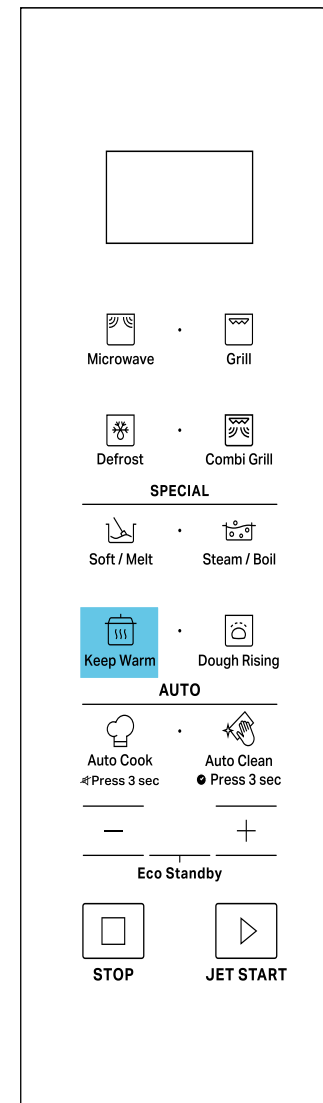 Microwave Grill
Defrost Combi Grill
SPECIAL
Soft / Melt Steam / Boil
Keep Warm Dough Rising
AUTO
Auto Cook Auto Clean
Press 3 sec Press 3 sec
− +
Eco Standby
STOP JET START